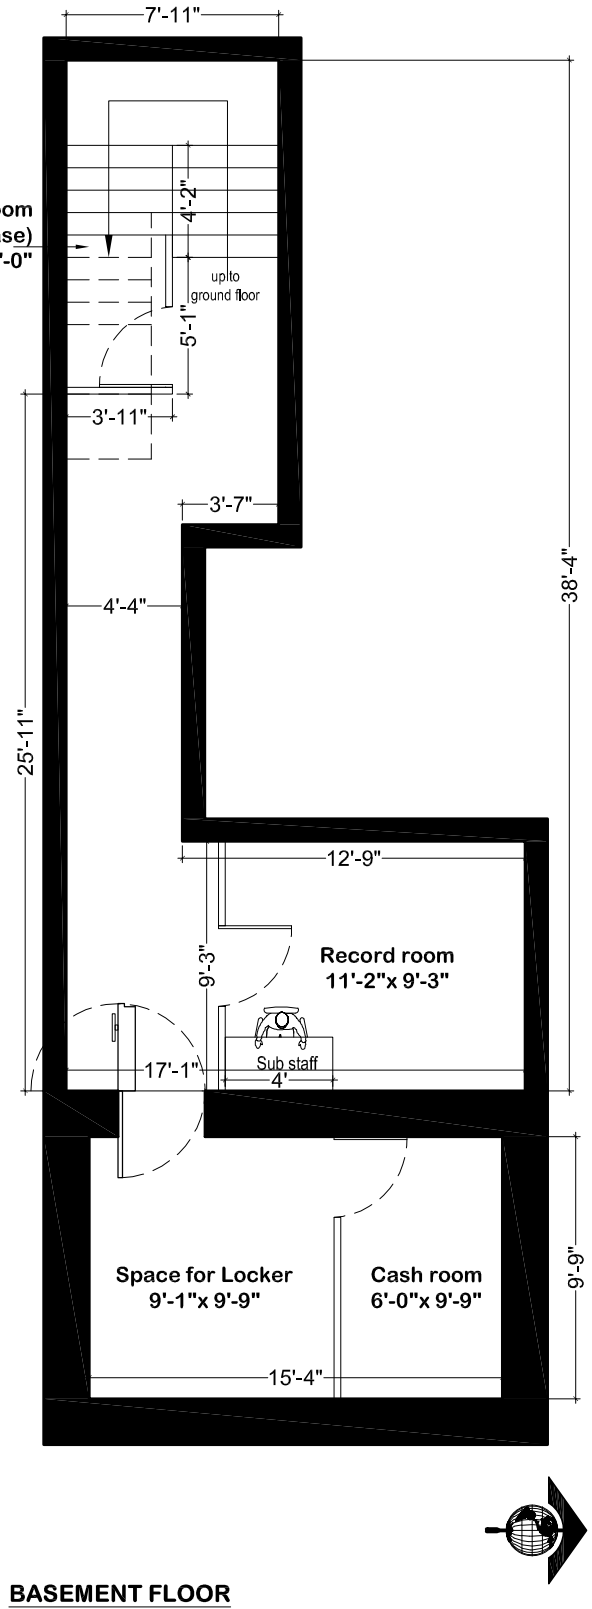 7'-11"
4'-2"
oom
ase)
'-0"
up to
ground floor
5'-1"
3'-11"
3'-7"
4'-4"
38'-4"
25'-11"
12'-9"
9'-3"
Record room
11'-2"x 9'-3"
Sub staff
17'-1"
4'
Space for Locker
9'-1"x 9'-9"
Cash room
6'-0"x 9'-9"
9'-9"
15'-4"
BASEMENT FLOOR